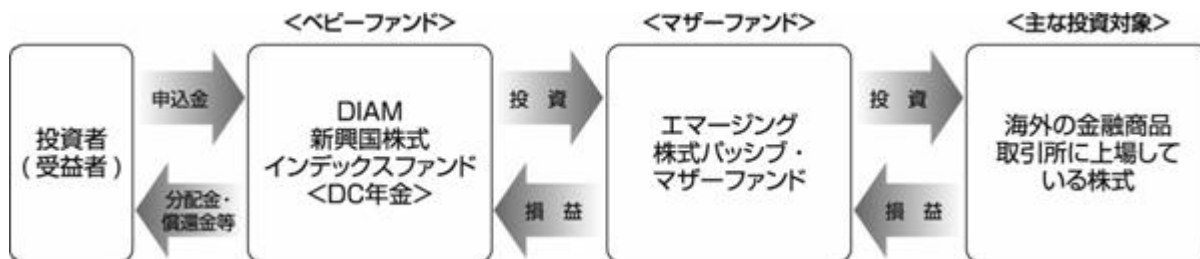 <ベビーファンド>
<マザーファンド>
<主な投資対象>
投資者
(受益者)
申込金
分配金・
償還金等
DIAM
新興国株式
インデックスファンド
<DC年金>
投 資
損 益
エマージング
株式パッシブ・
マザーファンド
投 資
損 益
海外の金融商品
取引所に上場して
いる株式